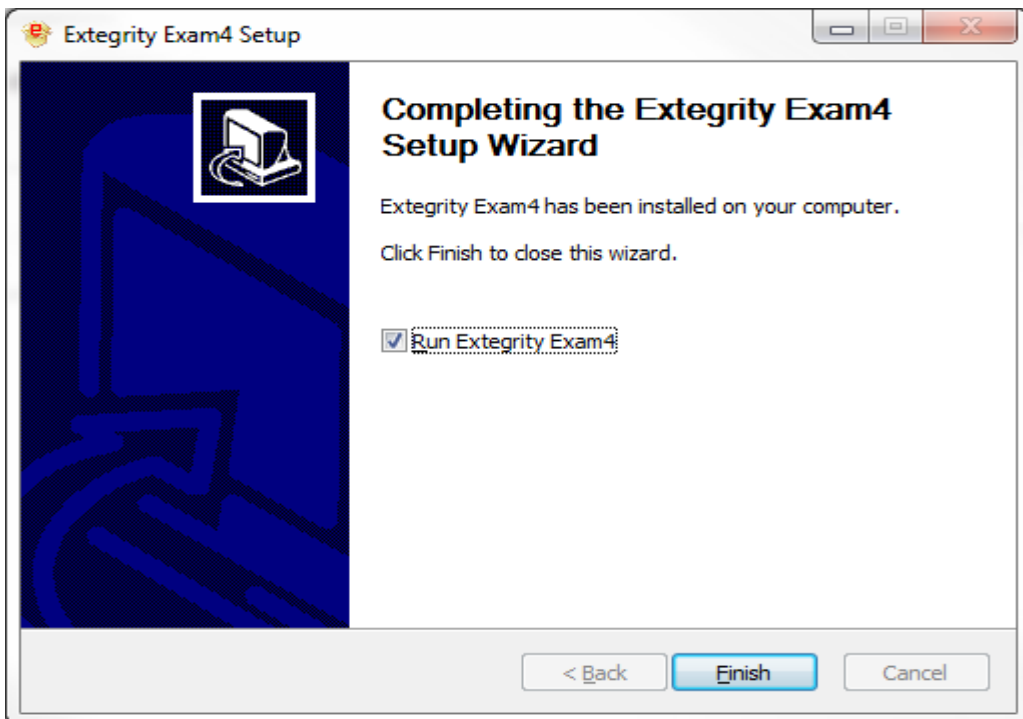 Extegrity Exam4 Setup
Completing the Extegrity Exam4
Setup Wizard
Extegrity Exam4 has been installed on your computer.
Click Finish to close this wizard.
Run Extegrity Exam4
< Back
Finish
Cancel